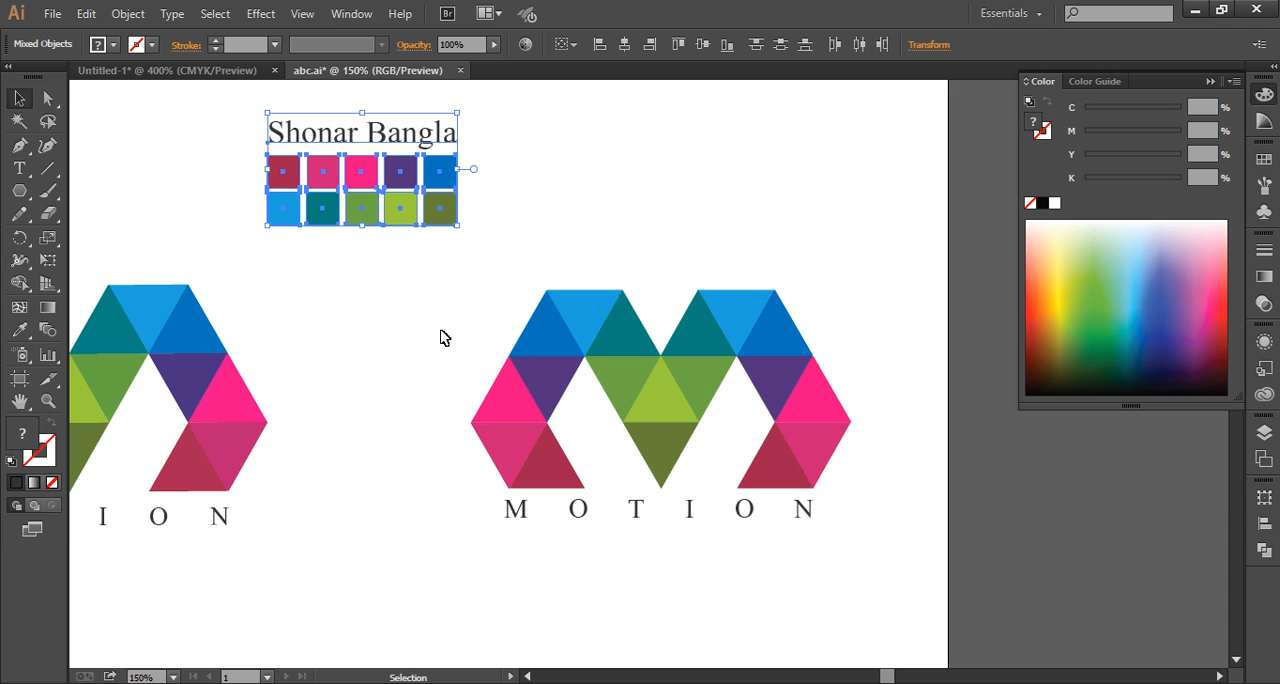 Ai File Edit Object Type Select Effect View Window Help Br Essentials
Mixed Objects ? Stroke: Opacity: 100% Transform
Untitled-1* @ 400% (CMYK/Preview) × abc.ai* @ 150% (RGB/Preview) ×
Color Color Guide
C %
? M %
Y %
K %
Shonar Bangla
T
?
I O N
M O T I O N
150% 1 Selection